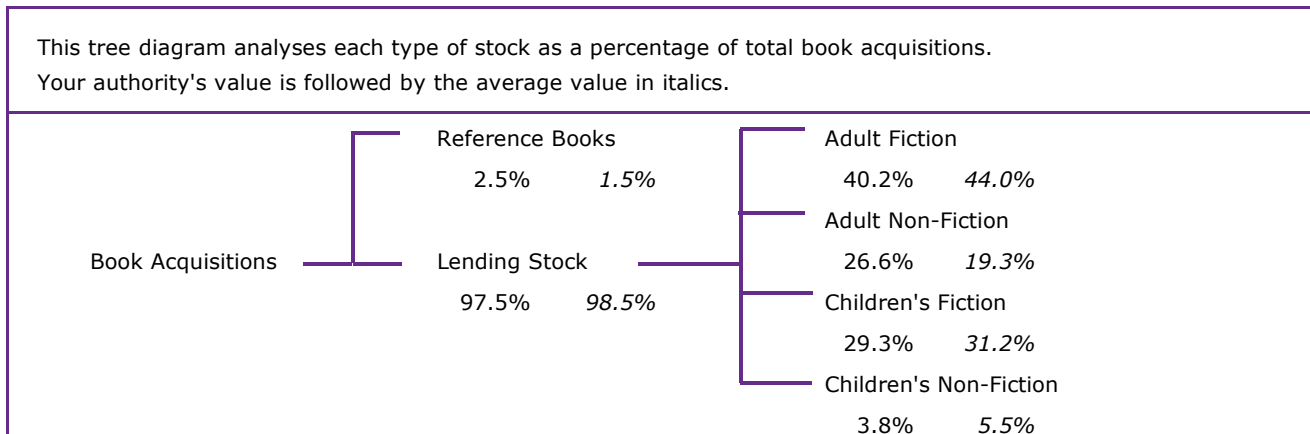 This tree diagram analyses each type of stock as a percentage of total book acquisitions.
Your authority's value is followed by the average value in italics.
Reference Books
2.5% 1.5%
Book Acquisitions
Lending Stock
97.5% 98.5%
Adult Fiction
40.2% 44.0%
Adult Non-Fiction
26.6% 19.3%
Children's Fiction
29.3% 31.2%
Children's Non-Fiction
3.8% 5.5%